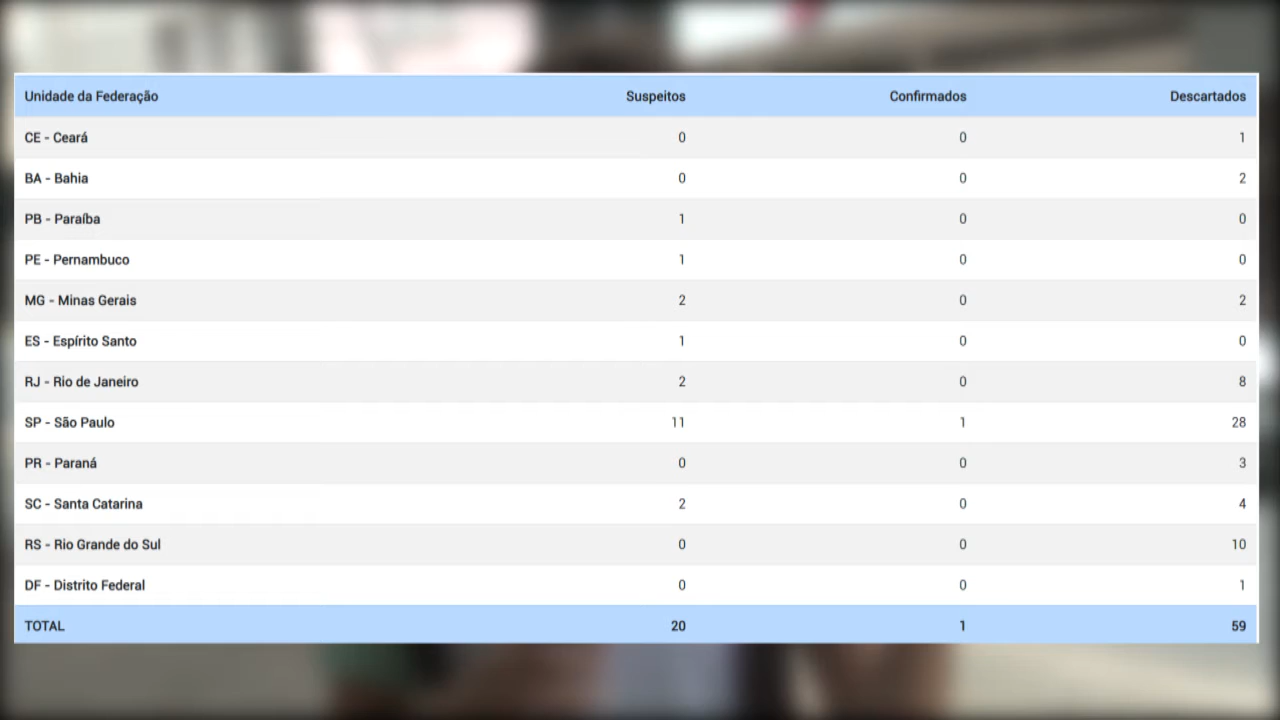 Unidade da Federação Suspeitos Confirmados Descartados
CE - Ceará 0 0 1
BA - Bahia 0 0 2
PB - Paraíba 1 0 0
PE - Pernambuco 1 0 0
MG - Minas Gerais 2 0 2
ES - Espírito Santo 1 0 0
RJ - Rio de Janeiro 2 0 8
SP - São Paulo 11 1 28
PR - Paraná 0 0 3
SC - Santa Catarina 2 0 4
RS - Rio Grande do Sul 0 0 10
DF - Distrito Federal 0 0 1
TOTAL 20 1 59